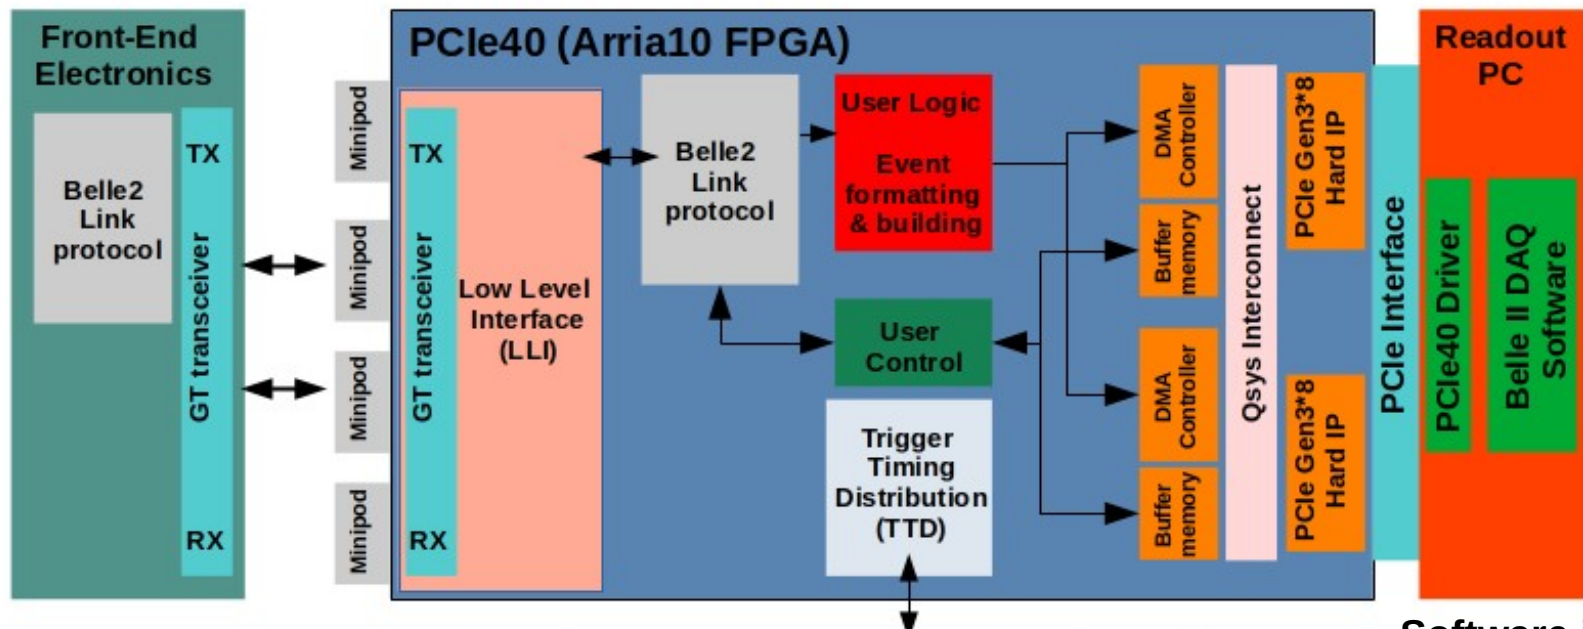 Front-End
Electronics
Belle2
Link
protocol
TX
GT transceiver
RX
Minipod
Minipod
Minipod
Minipod
PCIe40 (Arria10 FPGA)
TX
GT transceiver
RX
Low Level
Interface
(LLI)
Belle2
Link
protocol
User Logic
Event
formatting
& building
User
Control
Trigger
Timing
Distribution
(TTD)
DMA
Controller
Buffer
memory
DMA
Controller
Buffer
memory
Qsys Interconnect
PCIe Gen3*8
Hard IP
PCIe Gen3*8
Hard IP
PCIe Interface
Readout
PC
PCIe40 Driver
Belle II DAQ
Software
Software